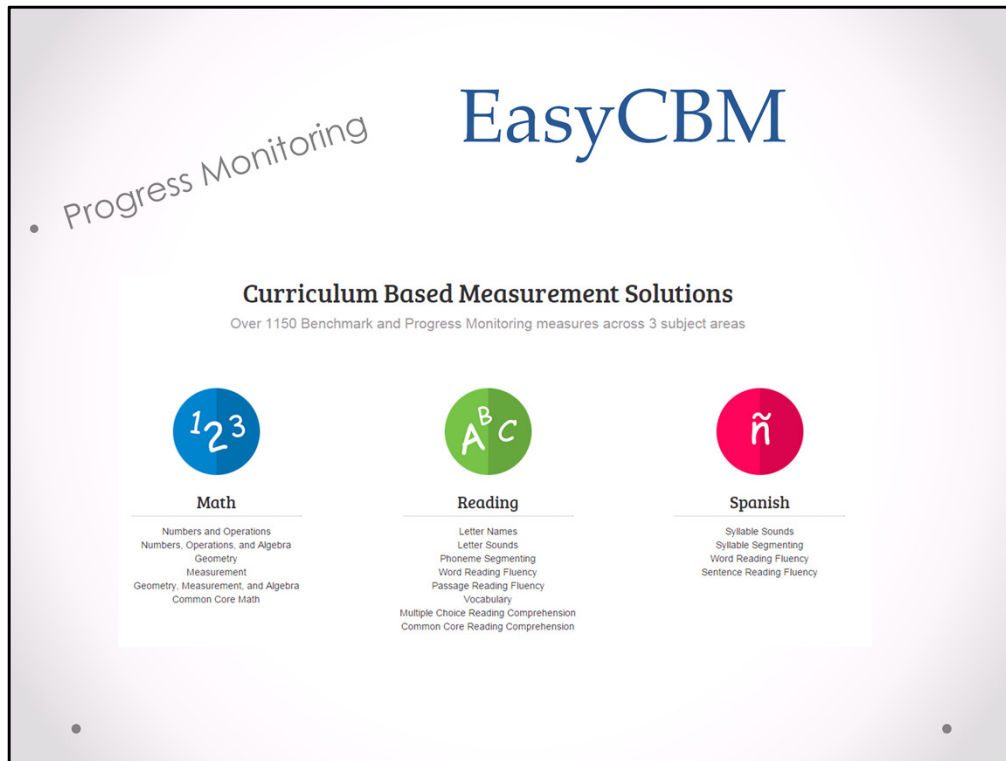 EasyCBM
• Progress Monitoring
Curriculum Based Measurement Solutions
Over 1150 Benchmark and Progress Monitoring measures across 3 subject areas
1 2 3
Math
Numbers and Operations
Numbers, Operations, and Algebra
Geometry
Measurement
Geometry, Measurement, and Algebra
Common Core Math
A B C
Reading
Letter Names
Letter Sounds
Phoneme Segmenting
Word Reading Fluency
Passage Reading Fluency
Vocabulary
Multiple Choice Reading Comprehension
Common Core Reading Comprehension
ñ
Spanish
Syllable Sounds
Syllable Segmenting
Word Reading Fluency
Sentence Reading Fluency